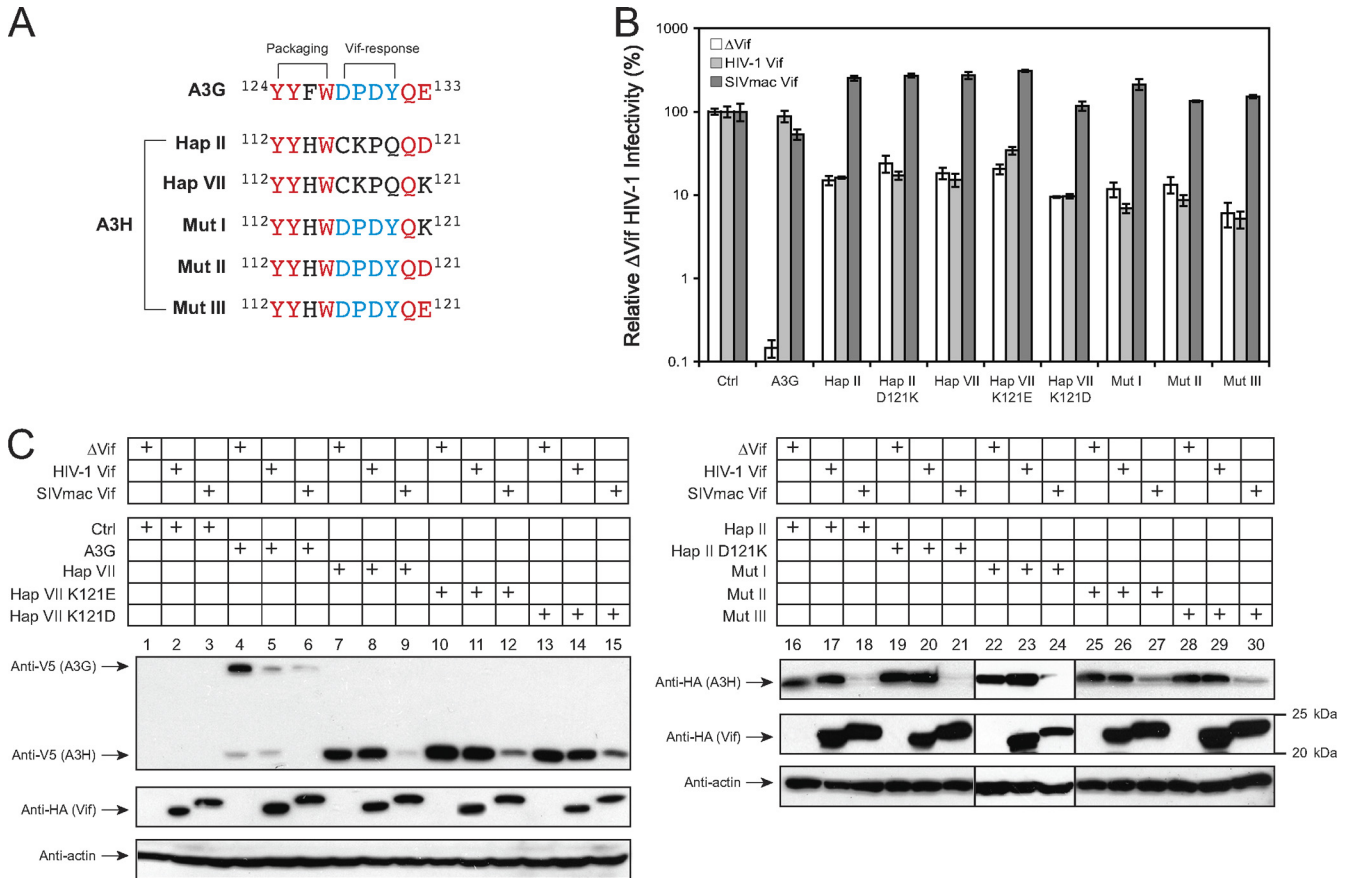 A
Packaging Vif-response
A3G 124YYFWDPDYQE133
Hap II 112YYHWCKPQQD121
Hap VII 112YYHWCKPQQK121
A3H
Mut I 112YYHWDPDYQK121
Mut II 112YYHWDPDYQD121
Mut III 112YYHWDPDYQE121
B
Relative ΔVif HIV-1 Infectivity (%)
1000
100
10
1
0.1
ΔVif
HIV-1 Vif
SIVmac Vif
Ctrl A3G Hap II Hap II D121K Hap VII Hap VII K121E Hap VII K121D Mut I Mut II Mut III
C
ΔVif + + + + +
HIV-1 Vif + + + + +
SIVmac Vif + + + + +
Ctrl + + +
A3G + + +
Hap VII + + +
Hap VII K121E + + +
Hap VII K121D + + +
1 2 3 4 5 6 7 8 9 10 11 12 13 14 15
Anti-V5 (A3G)
Anti-V5 (A3H)
Anti-HA (Vif)
Anti-actin
ΔVif + + + + +
HIV-1 Vif + + + + +
SIVmac Vif + + + + +
Hap II + + +
Hap II D121K + + +
Mut I + + +
Mut II + + +
Mut III + + +
16 17 18 19 20 21 22 23 24 25 26 27 28 29 30
Anti-HA (A3H)
Anti-HA (Vif)
25 kDa
20 kDa
Anti-actin